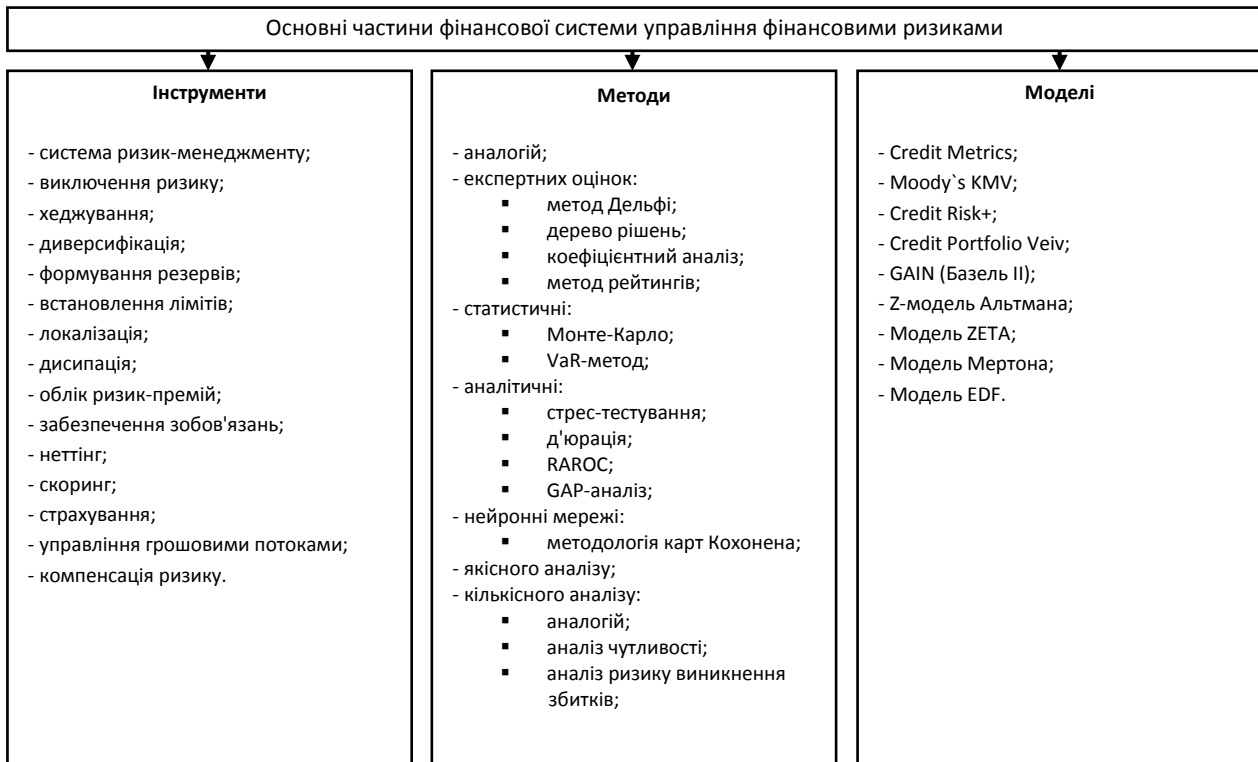 Основні частини фінансової системи управління фінансовими ризиками
Інструменти
- система ризик-менеджменту;
- виключення ризику;
- хеджування;
- диверсифікація;
- формування резервів;
- встановлення лімітів;
- локалізація;
- дисипація;
- облік ризик-премій;
- забезпечення зобов'язань;
- неттінг;
- скоринг;
- страхування;
- управління грошовими потоками;
- компенсація ризику.
Методи
- аналогій;
- експертних оцінок:
▪ метод Дельфі;
▪ дерево рішень;
▪ коефіцієнтний аналіз;
▪ метод рейтингів;
- статистичні:
▪ Монте-Карло;
▪ VaR-метод;
- аналітичні:
▪ стрес-тестування;
▪ д'юрація;
▪ RAROC;
▪ GAP-аналіз;
- нейронні мережі:
▪ методологія карт Кохонена;
- якісного аналізу;
- кількісного аналізу:
▪ аналогій;
▪ аналіз чутливості;
▪ аналіз ризику виникнення
збитків;
Моделі
- Credit Metrics;
- Moody`s KMV;
- Credit Risk+;
- Credit Portfolio Veiv;
- GAIN (Базель II);
- Z-модель Альтмана;
- Модель ZETA;
- Модель Мертона;
- Модель EDF.